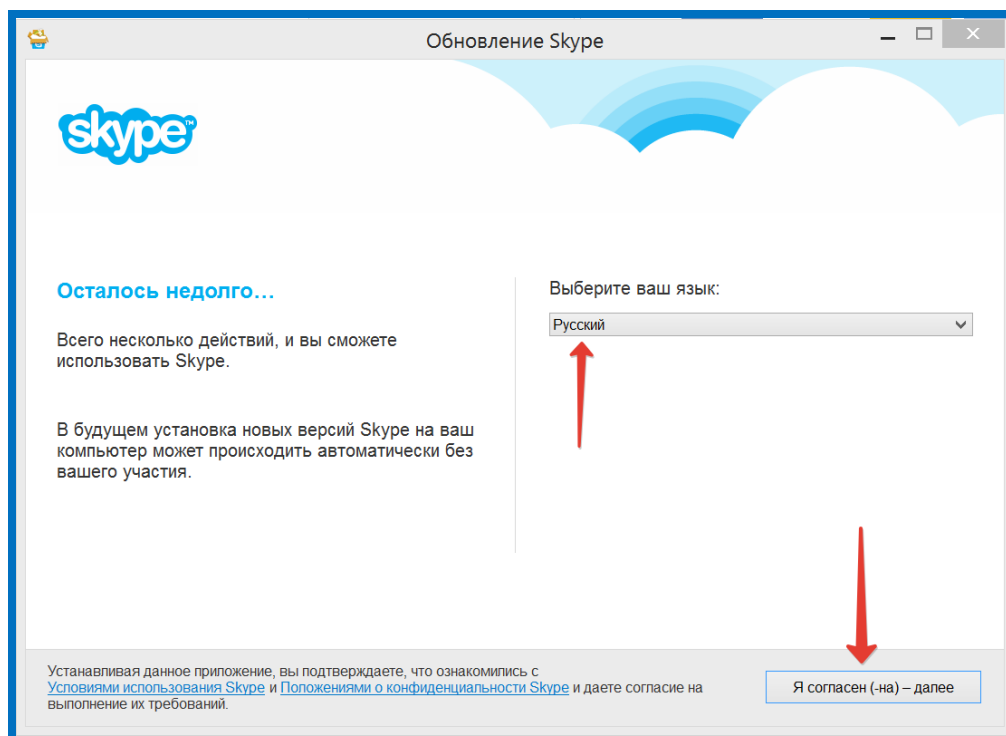 Обновление Skype
skype™
Осталось недолго...
Всего несколько действий, и вы сможете
использовать Skype.
В будущем установка новых версий Skype на ваш
компьютер может происходить автоматически без
вашего участия.
Выберите ваш язык:
Русский
Устанавливая данное приложение, вы подтверждаете, что ознакомились с
Условиями использования Skype и Положениями о конфиденциальности Skype и даете согласие на
выполнение их требований.
Я согласен (-на) – далее